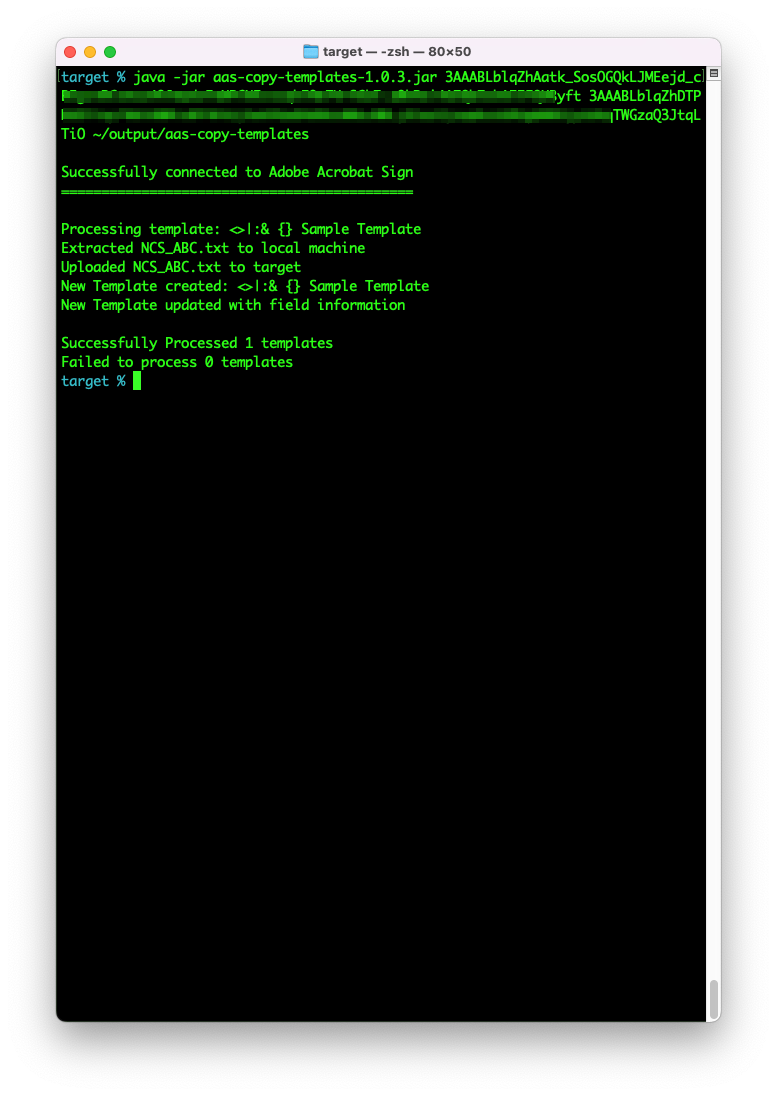 target — -zsh — 80×50
target % java -jar aas-copy-templates-1.0.3.jar 3AAABLblqZhAatk_SosOGQkLJMEejd_c
yft 3AAABLblqZhDTP
TWGzaQ3JtqL
TiO ~/output/aas-copy-templates
Successfully connected to Adobe Acrobat Sign
============================================
Processing template: <>|:& {} Sample Template
Extracted NCS_ABC.txt to local machine
Uploaded NCS_ABC.txt to target
New Template created: <>|:& {} Sample Template
New Template updated with field information
Successfully Processed 1 templates
Failed to process 0 templates
target %